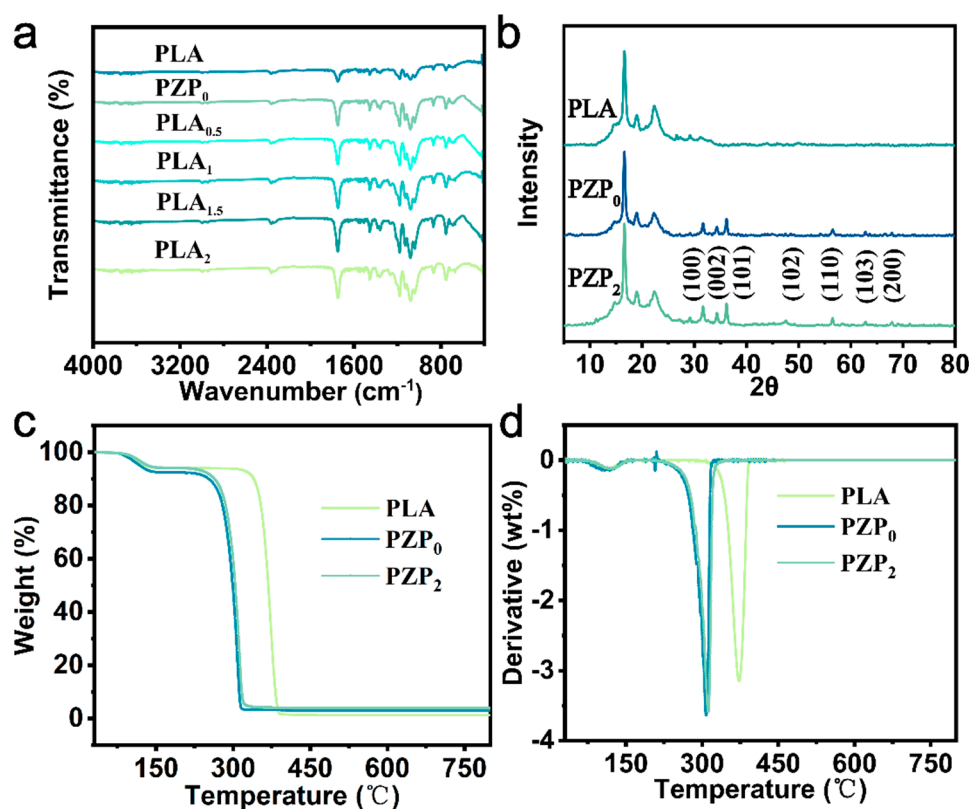 a
Transmittance (%)
PLA
PZP₀
PLA₀.₅
PLA₁
PLA₁.₅
PLA₂
4000 3200 2400 1600 800
Wavenumber (cm⁻¹)
b
Intensity
PLA
PZP₀
PZP₂
(100) (002) (101) (102) (110) (103) (200)
10 20 30 40 50 60 70 80
2θ
c
Weight (%)
100
80
60
40
20
0
PLA
PZP₀
PZP₂
150 300 450 600 750
Temperature (℃)
d
Derivative (wt%)
0
-1
-2
-3
-4
PLA
PZP₀
PZP₂
150 300 450 600 750
Temperature (℃)